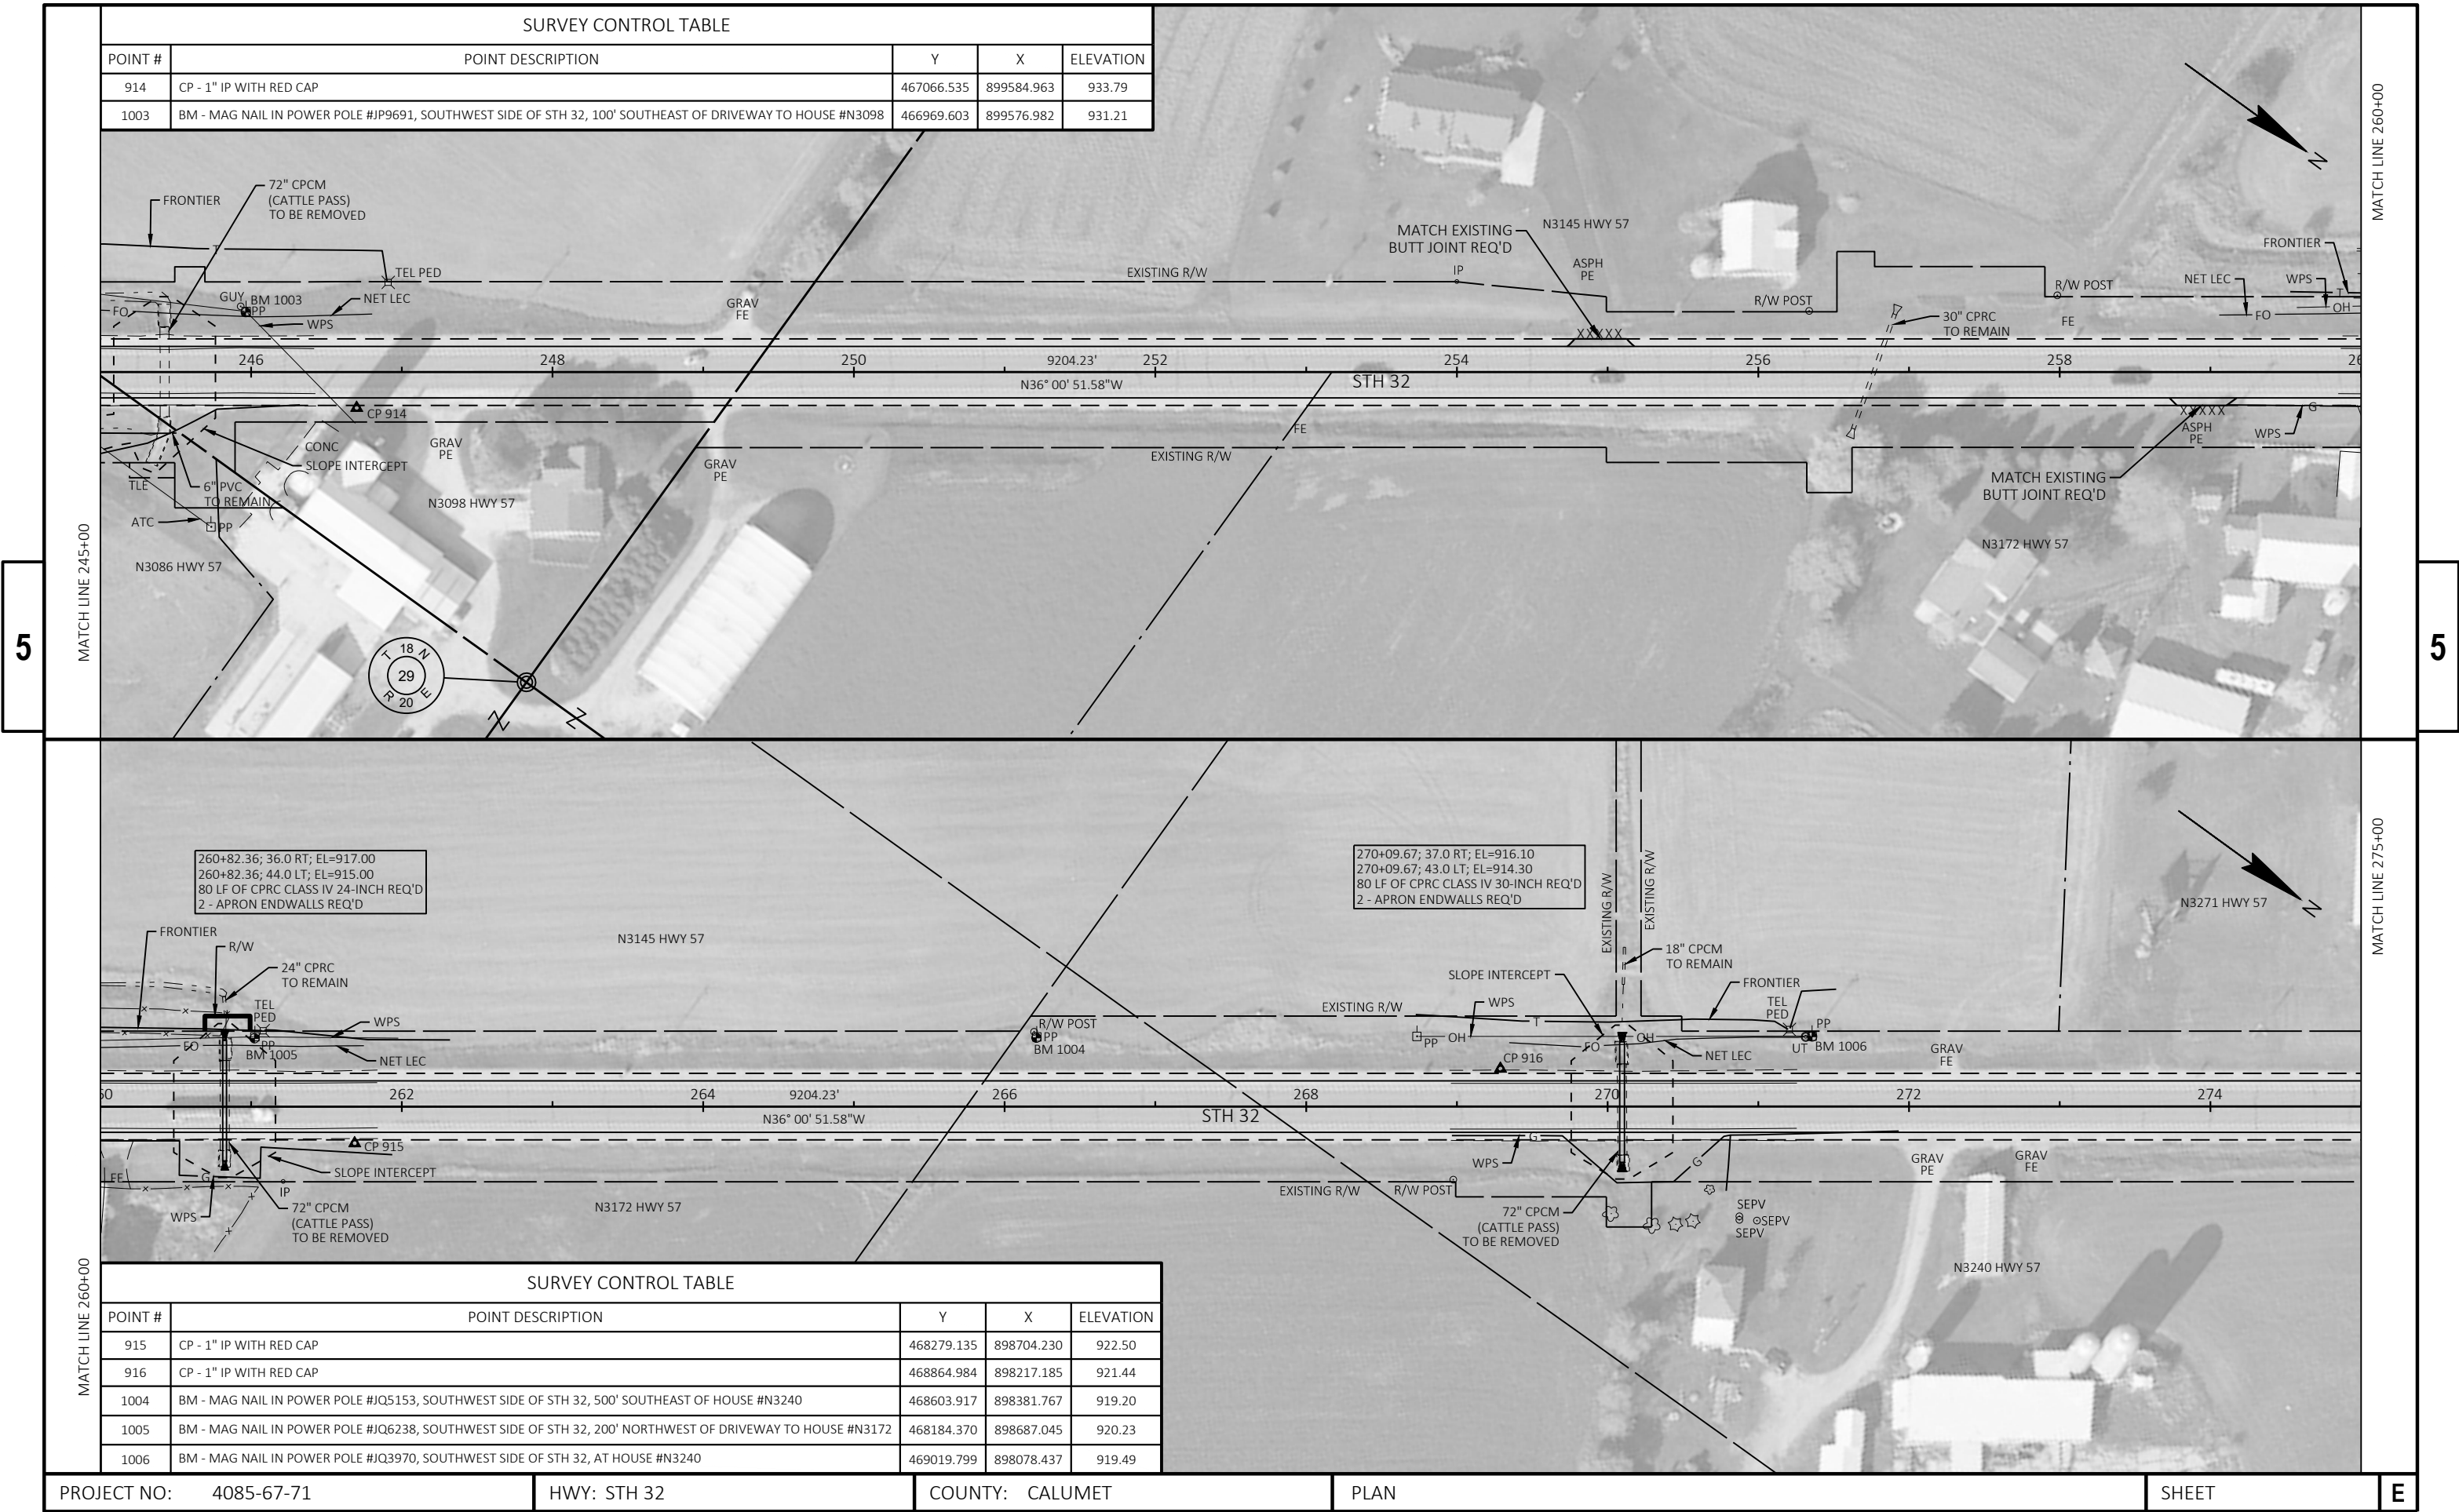 SURVEY CONTROL TABLE
POINT # POINT DESCRIPTION Y X ELEVATION
914 CP - 1" IP WITH RED CAP 467066.535 899584.963 933.79
1003 BM - MAG NAIL IN POWER POLE #JP9691, SOUTHWEST SIDE OF STH 32, 100' SOUTHEAST OF DRIVEWAY TO HOUSE #N3098 466969.603 899576.982 931.21
N
MATCH LINE 260+00
FRONTIER
72" CPCM
(CATTLE PASS)
TO BE REMOVED
T
TEL PED
GUY
BM 1003
PP
FO
NET LEC
WPS
EXISTING R/W
GRAV
FE
MATCH EXISTING
BUTT JOINT REQ'D
N3145 HWY 57
IP
ASPH
PE
XXXXX
R/W POST
30" CPRC
TO REMAIN
R/W POST
FE
NET LEC
WPS
FRONTIER
T
OH
FO
246
248
250
9204.23'
252
254
256
258
26
N36° 00' 51.58"W
STH 32
CP 914
CONC
SLOPE INTERCEPT
GRAV
PE
6" PVC
TO REMAIN
TLE
ATC
PP
N3086 HWY 57
N3098 HWY 57
GRAV
PE
EXISTING R/W
FE
XXXXX
ASPH
PE
G
WPS
MATCH EXISTING
BUTT JOINT REQ'D
N3172 HWY 57
MATCH LINE 245+00
5
5
T 18 N
29
R 20 E
260+82.36; 36.0 RT; EL=917.00
260+82.36; 44.0 LT; EL=915.00
80 LF OF CPRC CLASS IV 24-INCH REQ'D
2 - APRON ENDWALLS REQ'D
270+09.67; 37.0 RT; EL=916.10
270+09.67; 43.0 LT; EL=914.30
80 LF OF CPRC CLASS IV 30-INCH REQ'D
2 - APRON ENDWALLS REQ'D
EXISTING R/W
EXISTING R/W
N
N3271 HWY 57
MATCH LINE 275+00
FRONTIER
R/W
24" CPRC
TO REMAIN
TEL
PED
WPS
FO
PP
BM 1005
NET LEC
N3145 HWY 57
R/W POST
PP
BM 1004
EXISTING R/W
SLOPE INTERCEPT
WPS
T
PP
OH
FO
OH
18" CPCM
TO REMAIN
FRONTIER
TEL
PED
PP
UT
BM 1006
NET LEC
CP 916
GRAV
FE
60
262
264
9204.23'
266
268
270
272
274
N36° 00' 51.58"W
STH 32
CP 915
SLOPE INTERCEPT
FE
G
IP
WPS
72" CPCM
(CATTLE PASS)
TO BE REMOVED
N3172 HWY 57
EXISTING R/W
R/W POST
WPS
G
G
72" CPCM
(CATTLE PASS)
TO BE REMOVED
SEPV
SEPV
SEPV
GRAV
PE
GRAV
FE
N3240 HWY 57
MATCH LINE 260+00
SURVEY CONTROL TABLE
POINT # POINT DESCRIPTION Y X ELEVATION
915 CP - 1" IP WITH RED CAP 468279.135 898704.230 922.50
916 CP - 1" IP WITH RED CAP 468864.984 898217.185 921.44
1004 BM - MAG NAIL IN POWER POLE #JQ5153, SOUTHWEST SIDE OF STH 32, 500' SOUTHEAST OF HOUSE #N3240 468603.917 898381.767 919.20
1005 BM - MAG NAIL IN POWER POLE #JQ6238, SOUTHWEST SIDE OF STH 32, 200' NORTHWEST OF DRIVEWAY TO HOUSE #N3172 468184.370 898687.045 920.23
1006 BM - MAG NAIL IN POWER POLE #JQ3970, SOUTHWEST SIDE OF STH 32, AT HOUSE #N3240 469019.799 898078.437 919.49
PROJECT NO: 4085-67-71 HWY: STH 32 COUNTY: CALUMET PLAN SHEET E